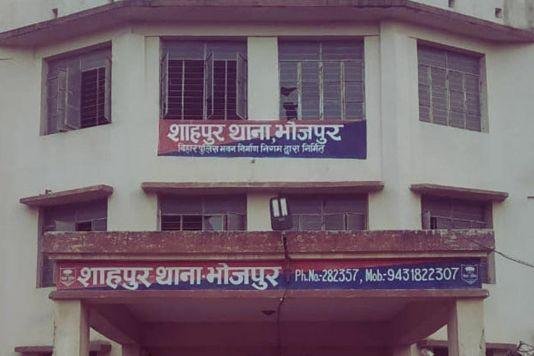 शाहपुर थाना,भोजपुर
बिहार पुलिस भवन निर्माण निगम द्वारा निर्मित
शाहपुर थाना-भोजपुर Ph.No-282357, Mob:-9431822307